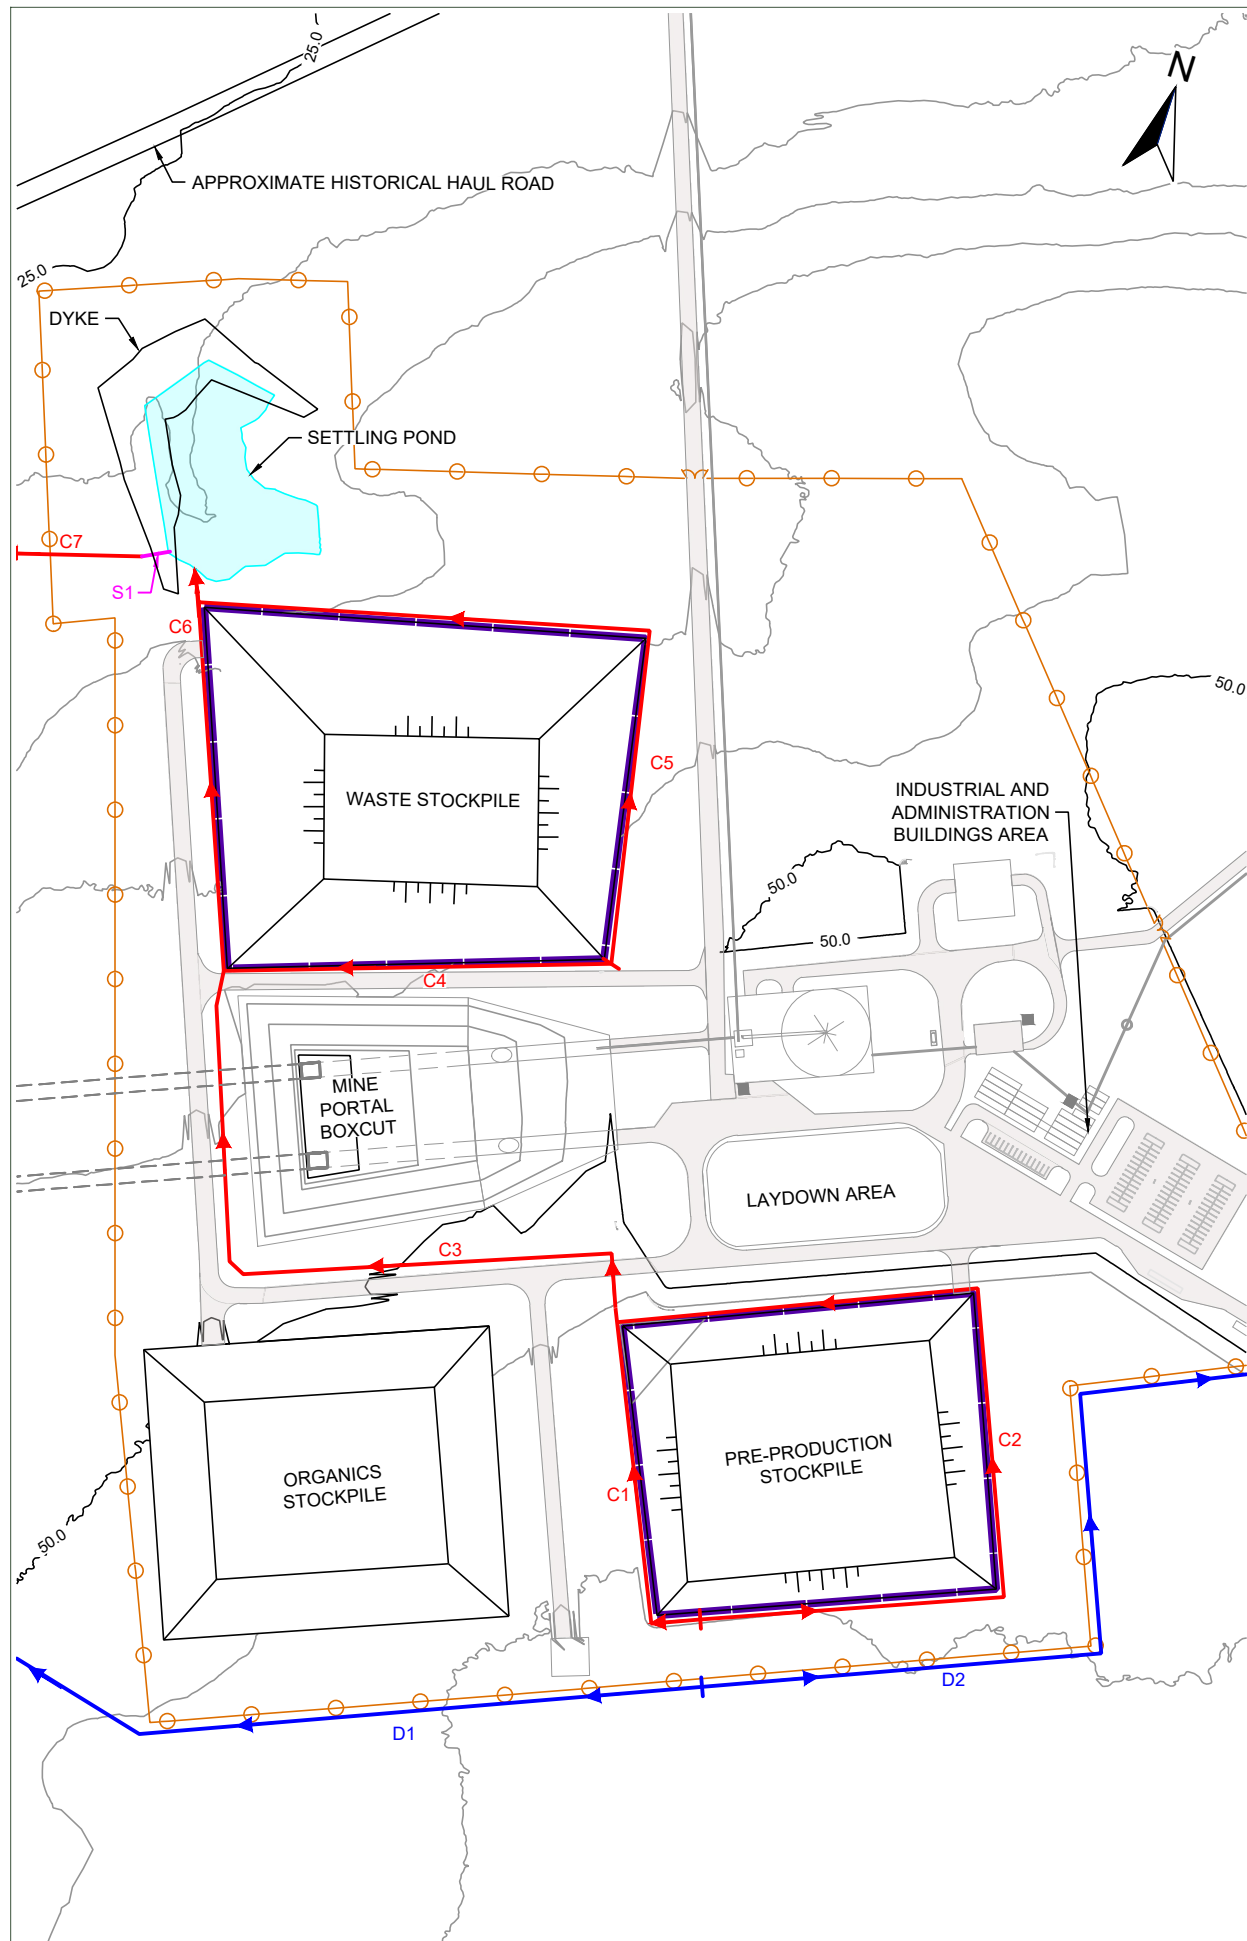 25.0
N
APPROXIMATE HISTORICAL HAUL ROAD
25.0
DYKE
SETTLING POND
C7
S1
C6
50.0
C5
INDUSTRIAL AND
ADMINISTRATION
BUILDINGS AREA
WASTE STOCKPILE
50.0
50.0
C4
MINE
PORTAL
BOXCUT
LAYDOWN AREA
C3
PRE-PRODUCTION
STOCKPILE
C2
ORGANICS
STOCKPILE
C1
50.0
D2
D1